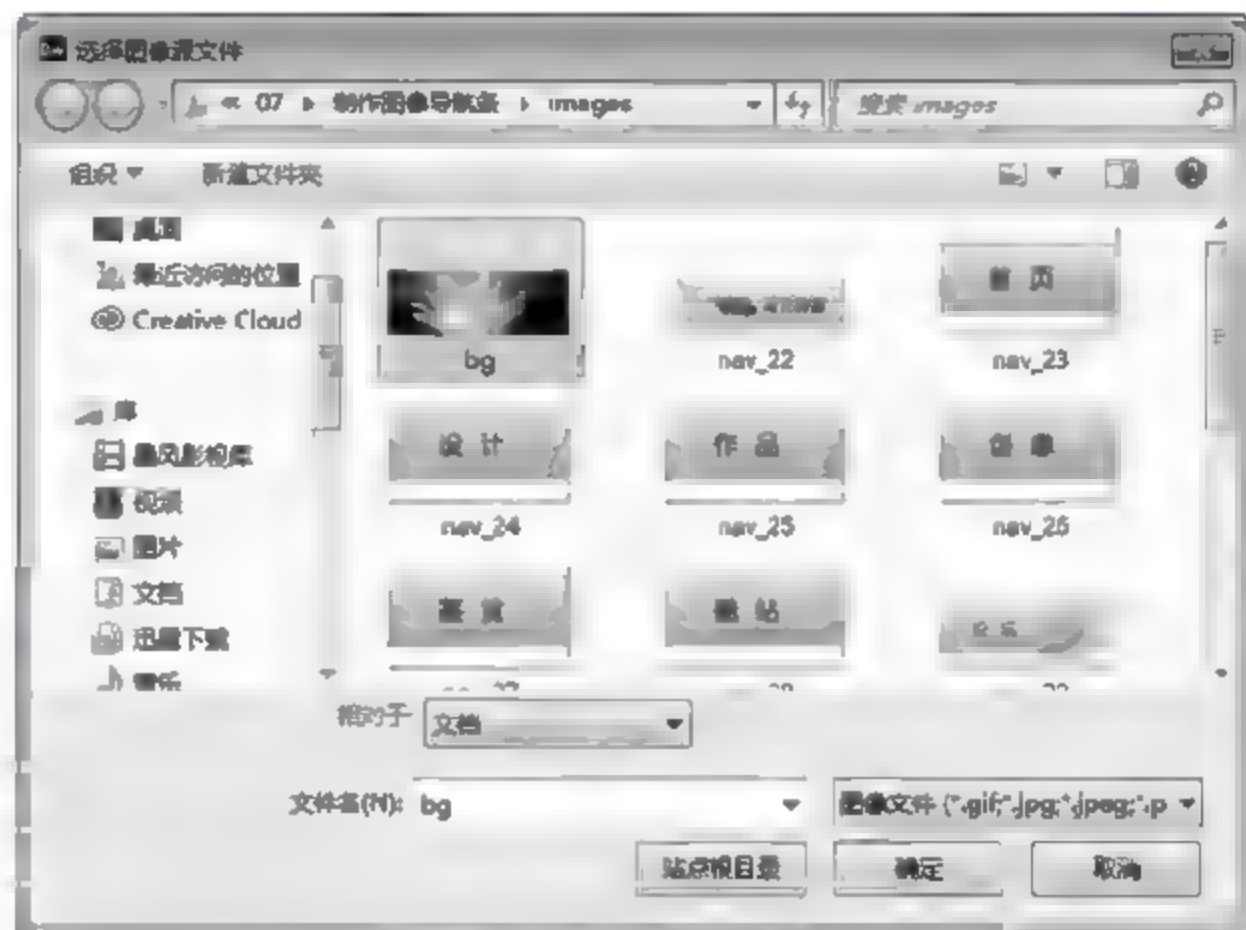 选择图像源文件
« 07 ▸ 制作图像导航条 ▸ images
搜索 images
组织 新建文件夹
桌面
最近访问的位置
Creative Cloud
库
暴风影视库
视频
图片
文档
迅雷下载
音乐
bg nav_22 nav_23
首 页
设 计 作 品
nav_24 nav_25 nav_26
相对于 文档
文件名(N): bg
图像文件 (*.gif;*.jpg;*.jpeg;*.p
站点根目录 确定 取消